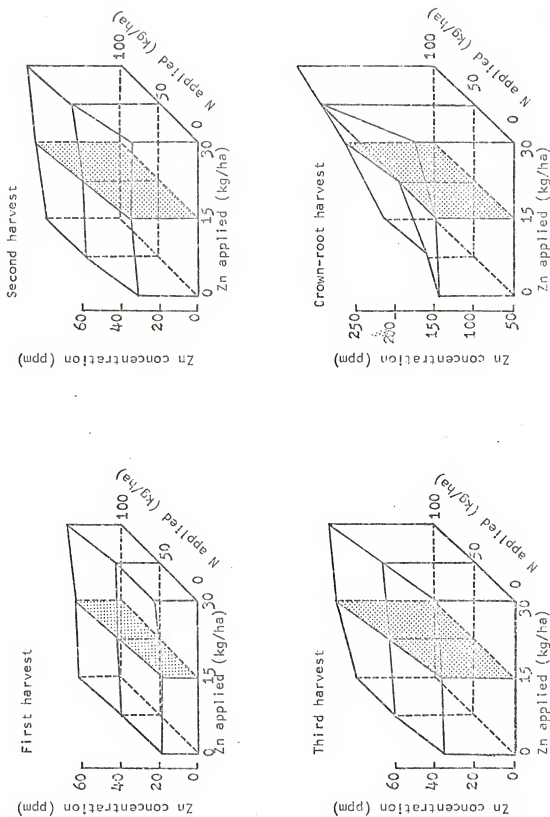 First harvest
Zn concentration (ppm)
60
40
20
0
0
15
30
Zn applied (kg/ha)
0
50
100
N applied (kg/ha)
Second harvest
Zn concentration (ppm)
60
40
20
0
0
15
30
Zn applied (kg/ha)
0
50
100
N applied (kg/ha)
Third harvest
Zn concentration (ppm)
60
40
20
0
0
15
30
Zn applied (kg/ha)
0
50
100
N applied (kg/ha)
Crown-root harvest
Zn concentration (ppm)
250
200
150
100
50
0
15
30
Zn applied (kg/ha)
0
50
100
N applied (kg/ha)